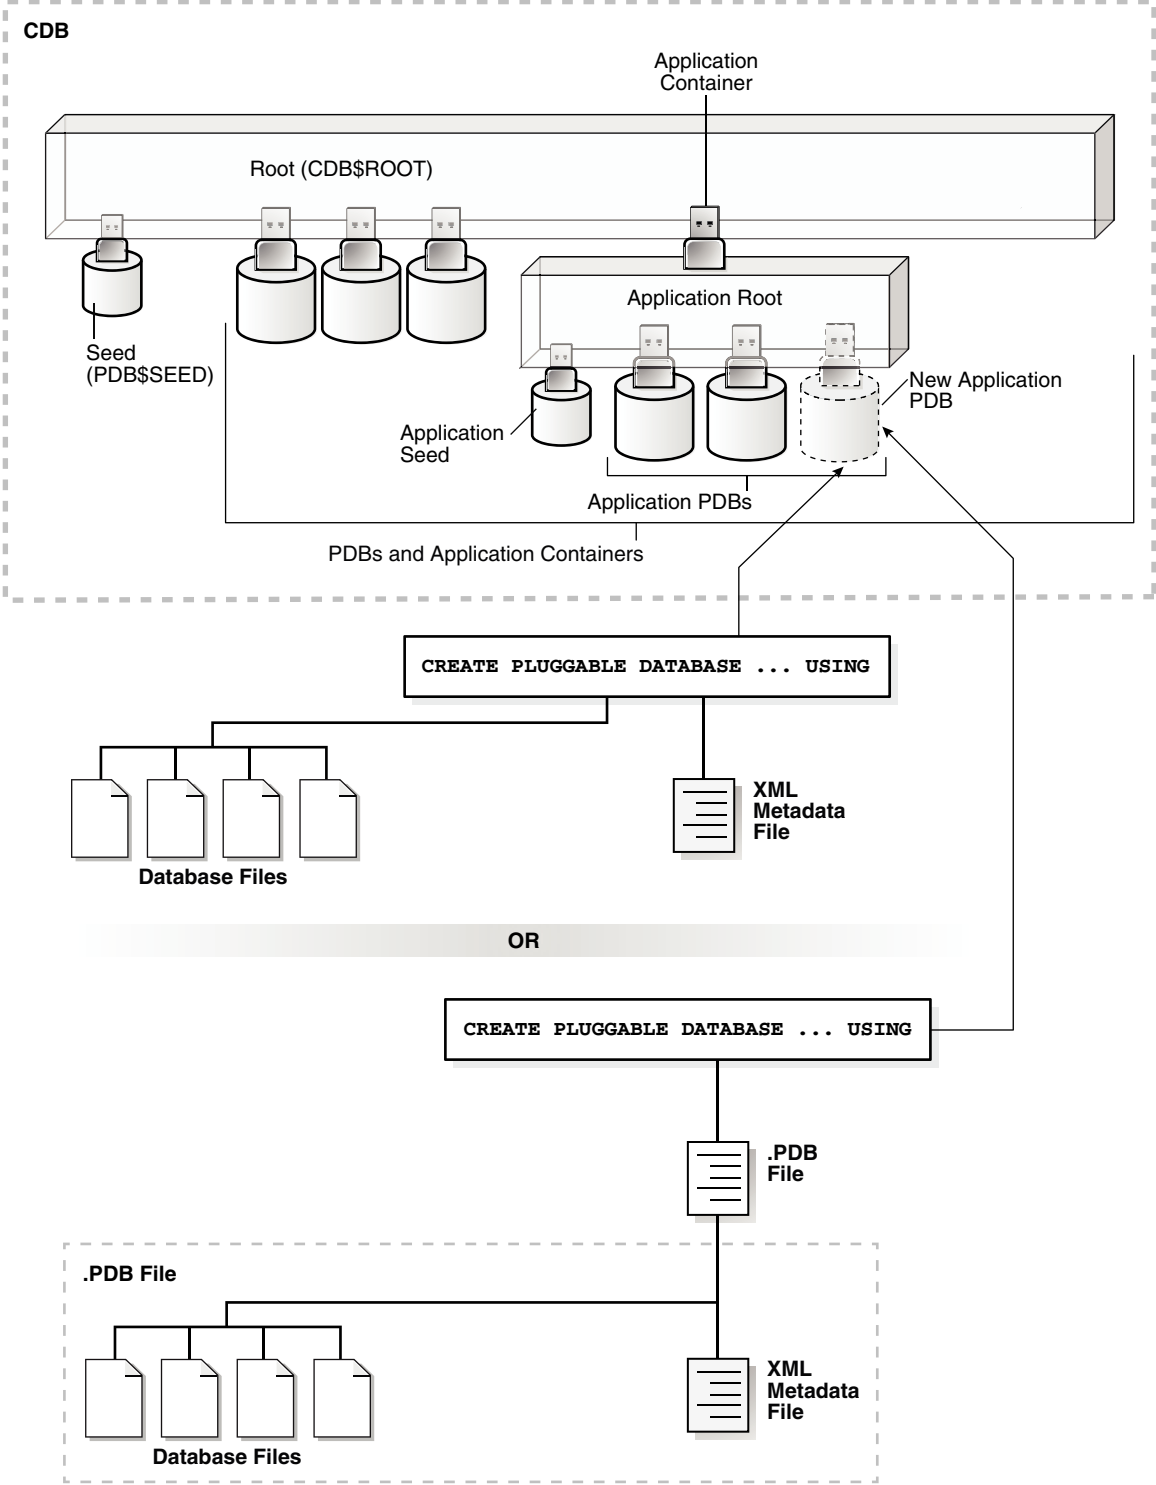 CDB
Application
Container
Root (CDB$ROOT)
Application Root
Seed
(PDB$SEED)
New Application
PDB
Application
Seed
Application PDBs
PDBs and Application Containers
CREATE PLUGGABLE DATABASE ... USING
XML
Metadata
File
Database Files
OR
CREATE PLUGGABLE DATABASE ... USING
.PDB
File
.PDB File
XML
Metadata
File
Database Files